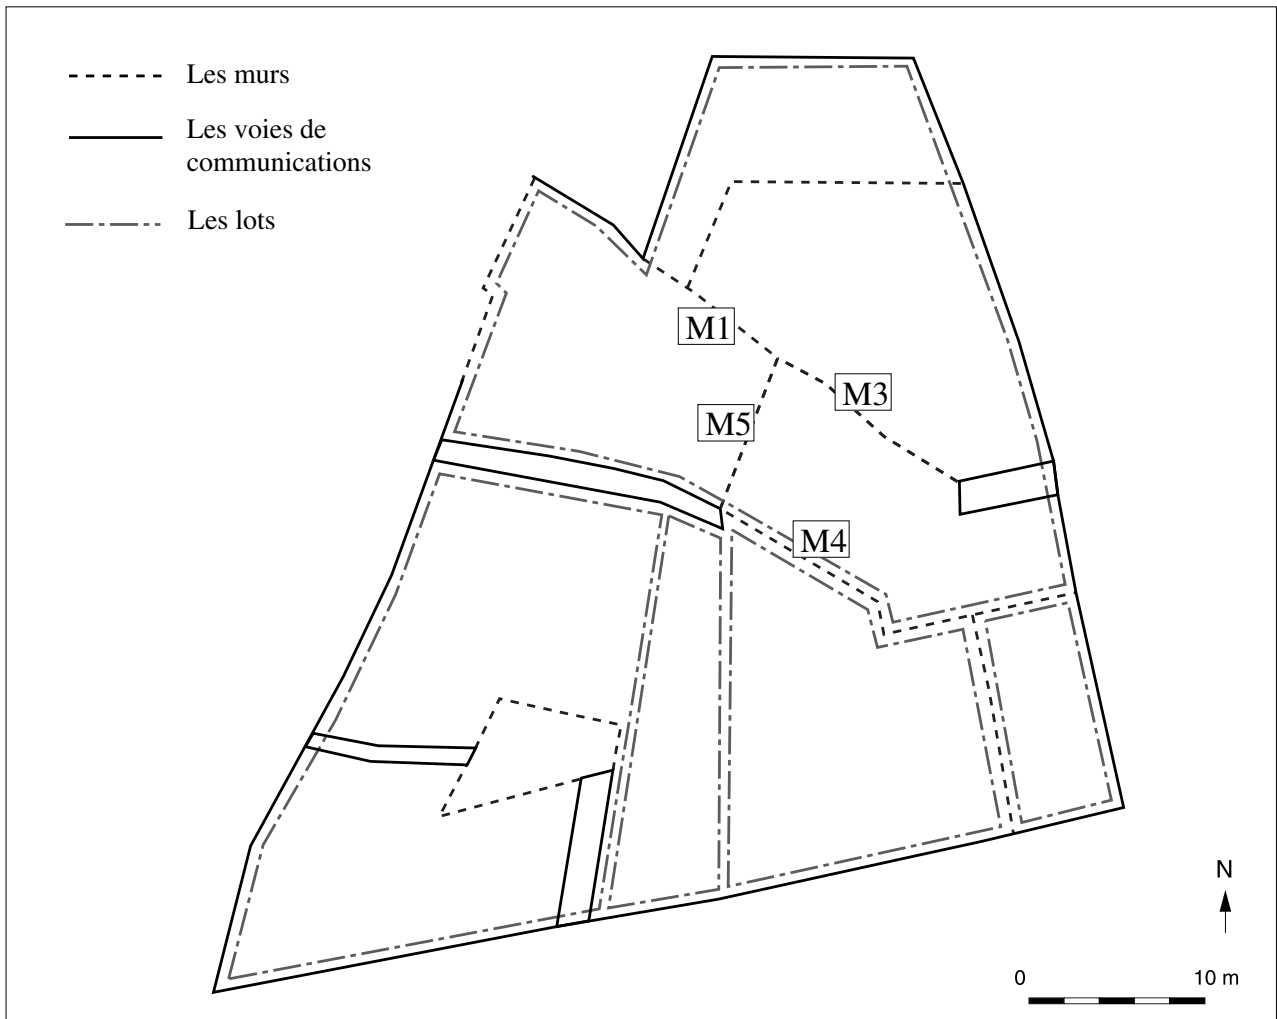 Les murs
Les voies de
communications
Les lots
M1
M3
M5
M4
N
0 10 m